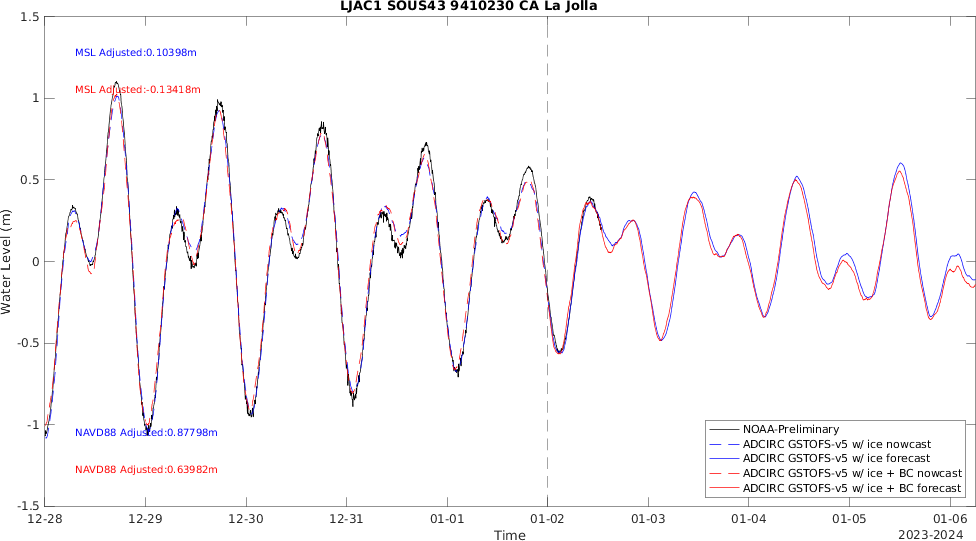 LJAC1 SOUS43 9410230 CA La Jolla
1.5
1
0.5
0
-0.5
-1
-1.5
Water Level (m)
MSL Adjusted:0.10398m
MSL Adjusted:-0.13418m
NAVD88 Adjusted:0.87798m
NAVD88 Adjusted:0.63982m
NOAA-Preliminary
ADCIRC GSTOFS-v5 w/ ice nowcast
ADCIRC GSTOFS-v5 w/ ice forecast
ADCIRC GSTOFS-v5 w/ ice + BC nowcast
ADCIRC GSTOFS-v5 w/ ice + BC forecast
12-28 12-29 12-30 12-31 01-01 01-02 01-03 01-04 01-05 01-06
Time
2023-2024